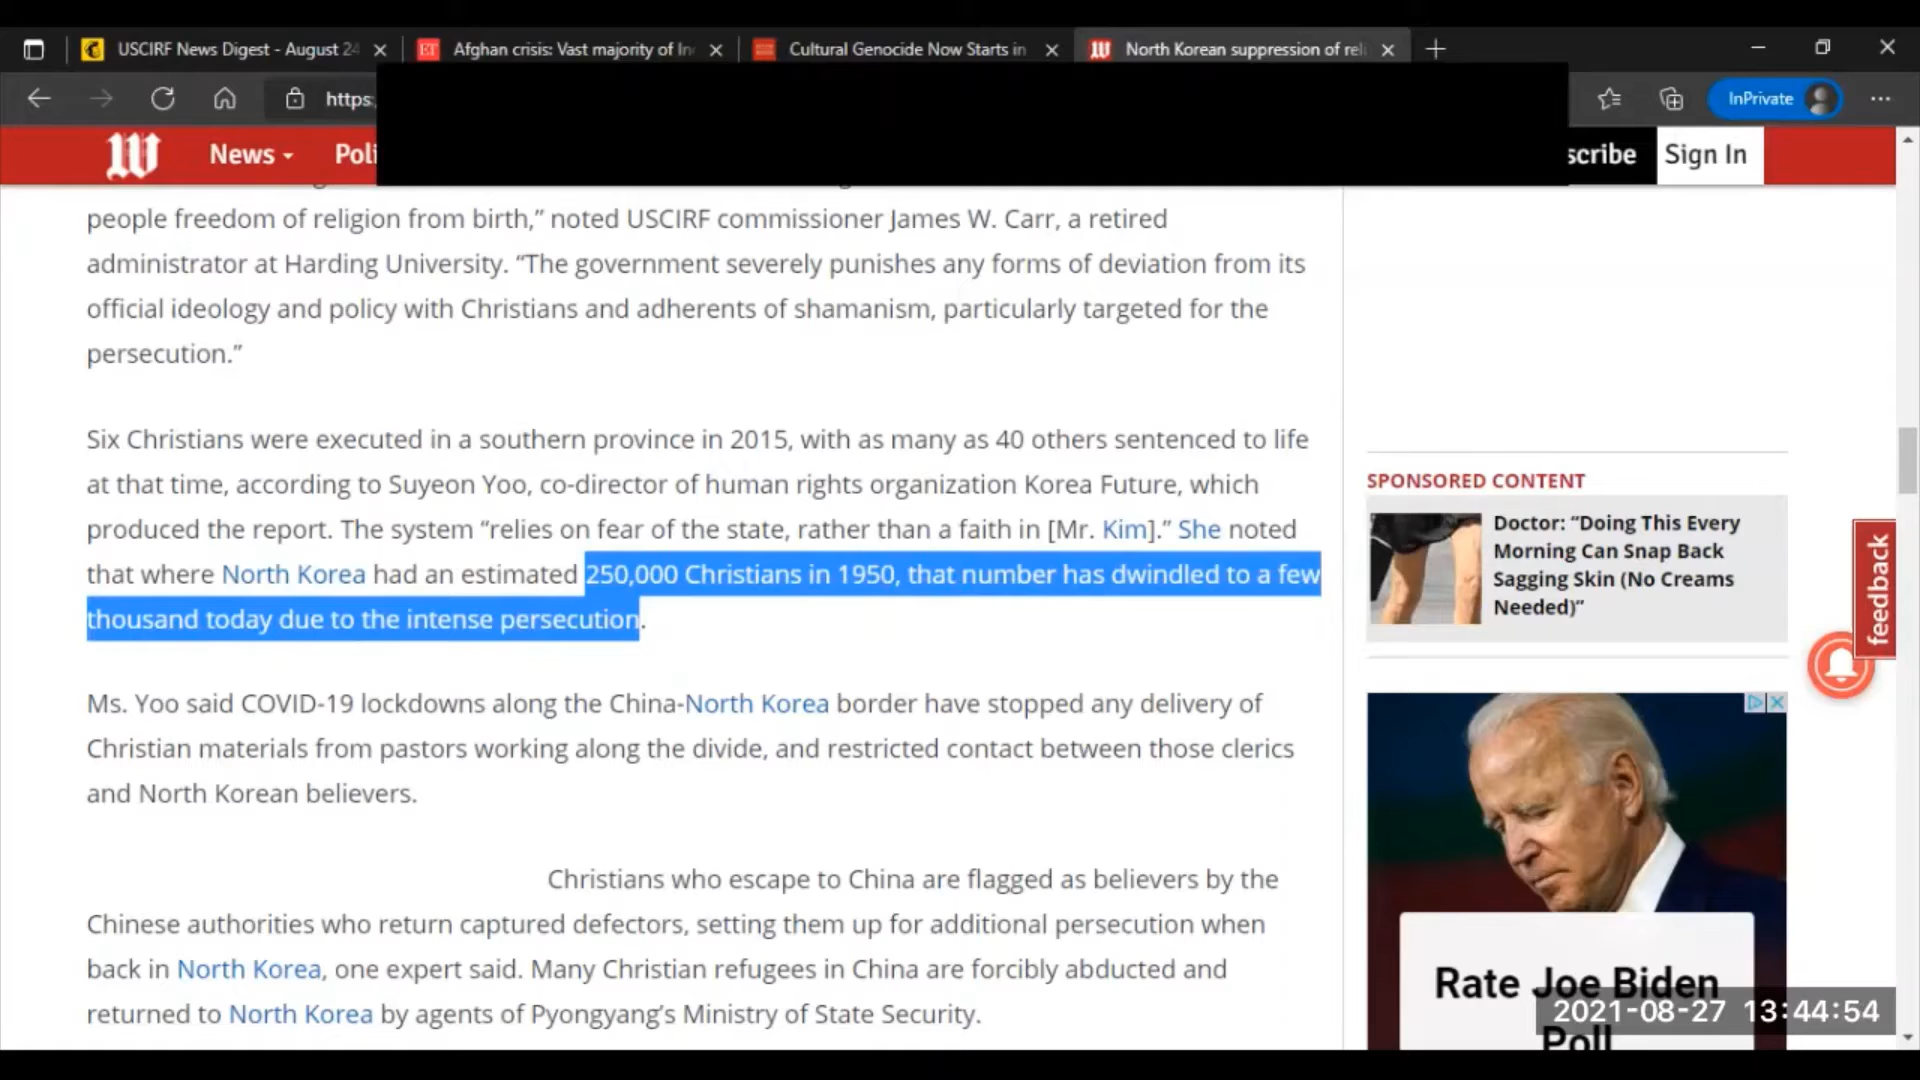 USCIRF News Digest - August 24
Afghan crisis: Vast majority of In
Cultural Genocide Now Starts in
North Korean suppression of reli
https:
InPrivate
W
News
Poli
scribe
Sign In
people freedom of religion from birth,” noted USCIRF commissioner James W. Carr, a retired
administrator at Harding University. “The government severely punishes any forms of deviation from its
official ideology and policy with Christians and adherents of shamanism, particularly targeted for the
persecution.”
Six Christians were executed in a southern province in 2015, with as many as 40 others sentenced to life
at that time, according to Suyeon Yoo, co-director of human rights organization Korea Future, which
produced the report. The system “relies on fear of the state, rather than a faith in [Mr. Kim].” She noted
that where North Korea had an estimated 250,000 Christians in 1950, that number has dwindled to a few
thousand today due to the intense persecution.
Ms. Yoo said COVID-19 lockdowns along the China-North Korea border have stopped any delivery of
Christian materials from pastors working along the divide, and restricted contact between those clerics
and North Korean believers.
Christians who escape to China are flagged as believers by the
Chinese authorities who return captured defectors, setting them up for additional persecution when
back in North Korea, one expert said. Many Christian refugees in China are forcibly abducted and
returned to North Korea by agents of Pyongyang’s Ministry of State Security.
SPONSORED CONTENT
Doctor: “Doing This Every
Morning Can Snap Back
Sagging Skin (No Creams
Needed)”
feedback
Rate Joe Biden
Poll
2021-08-27 13:44:54